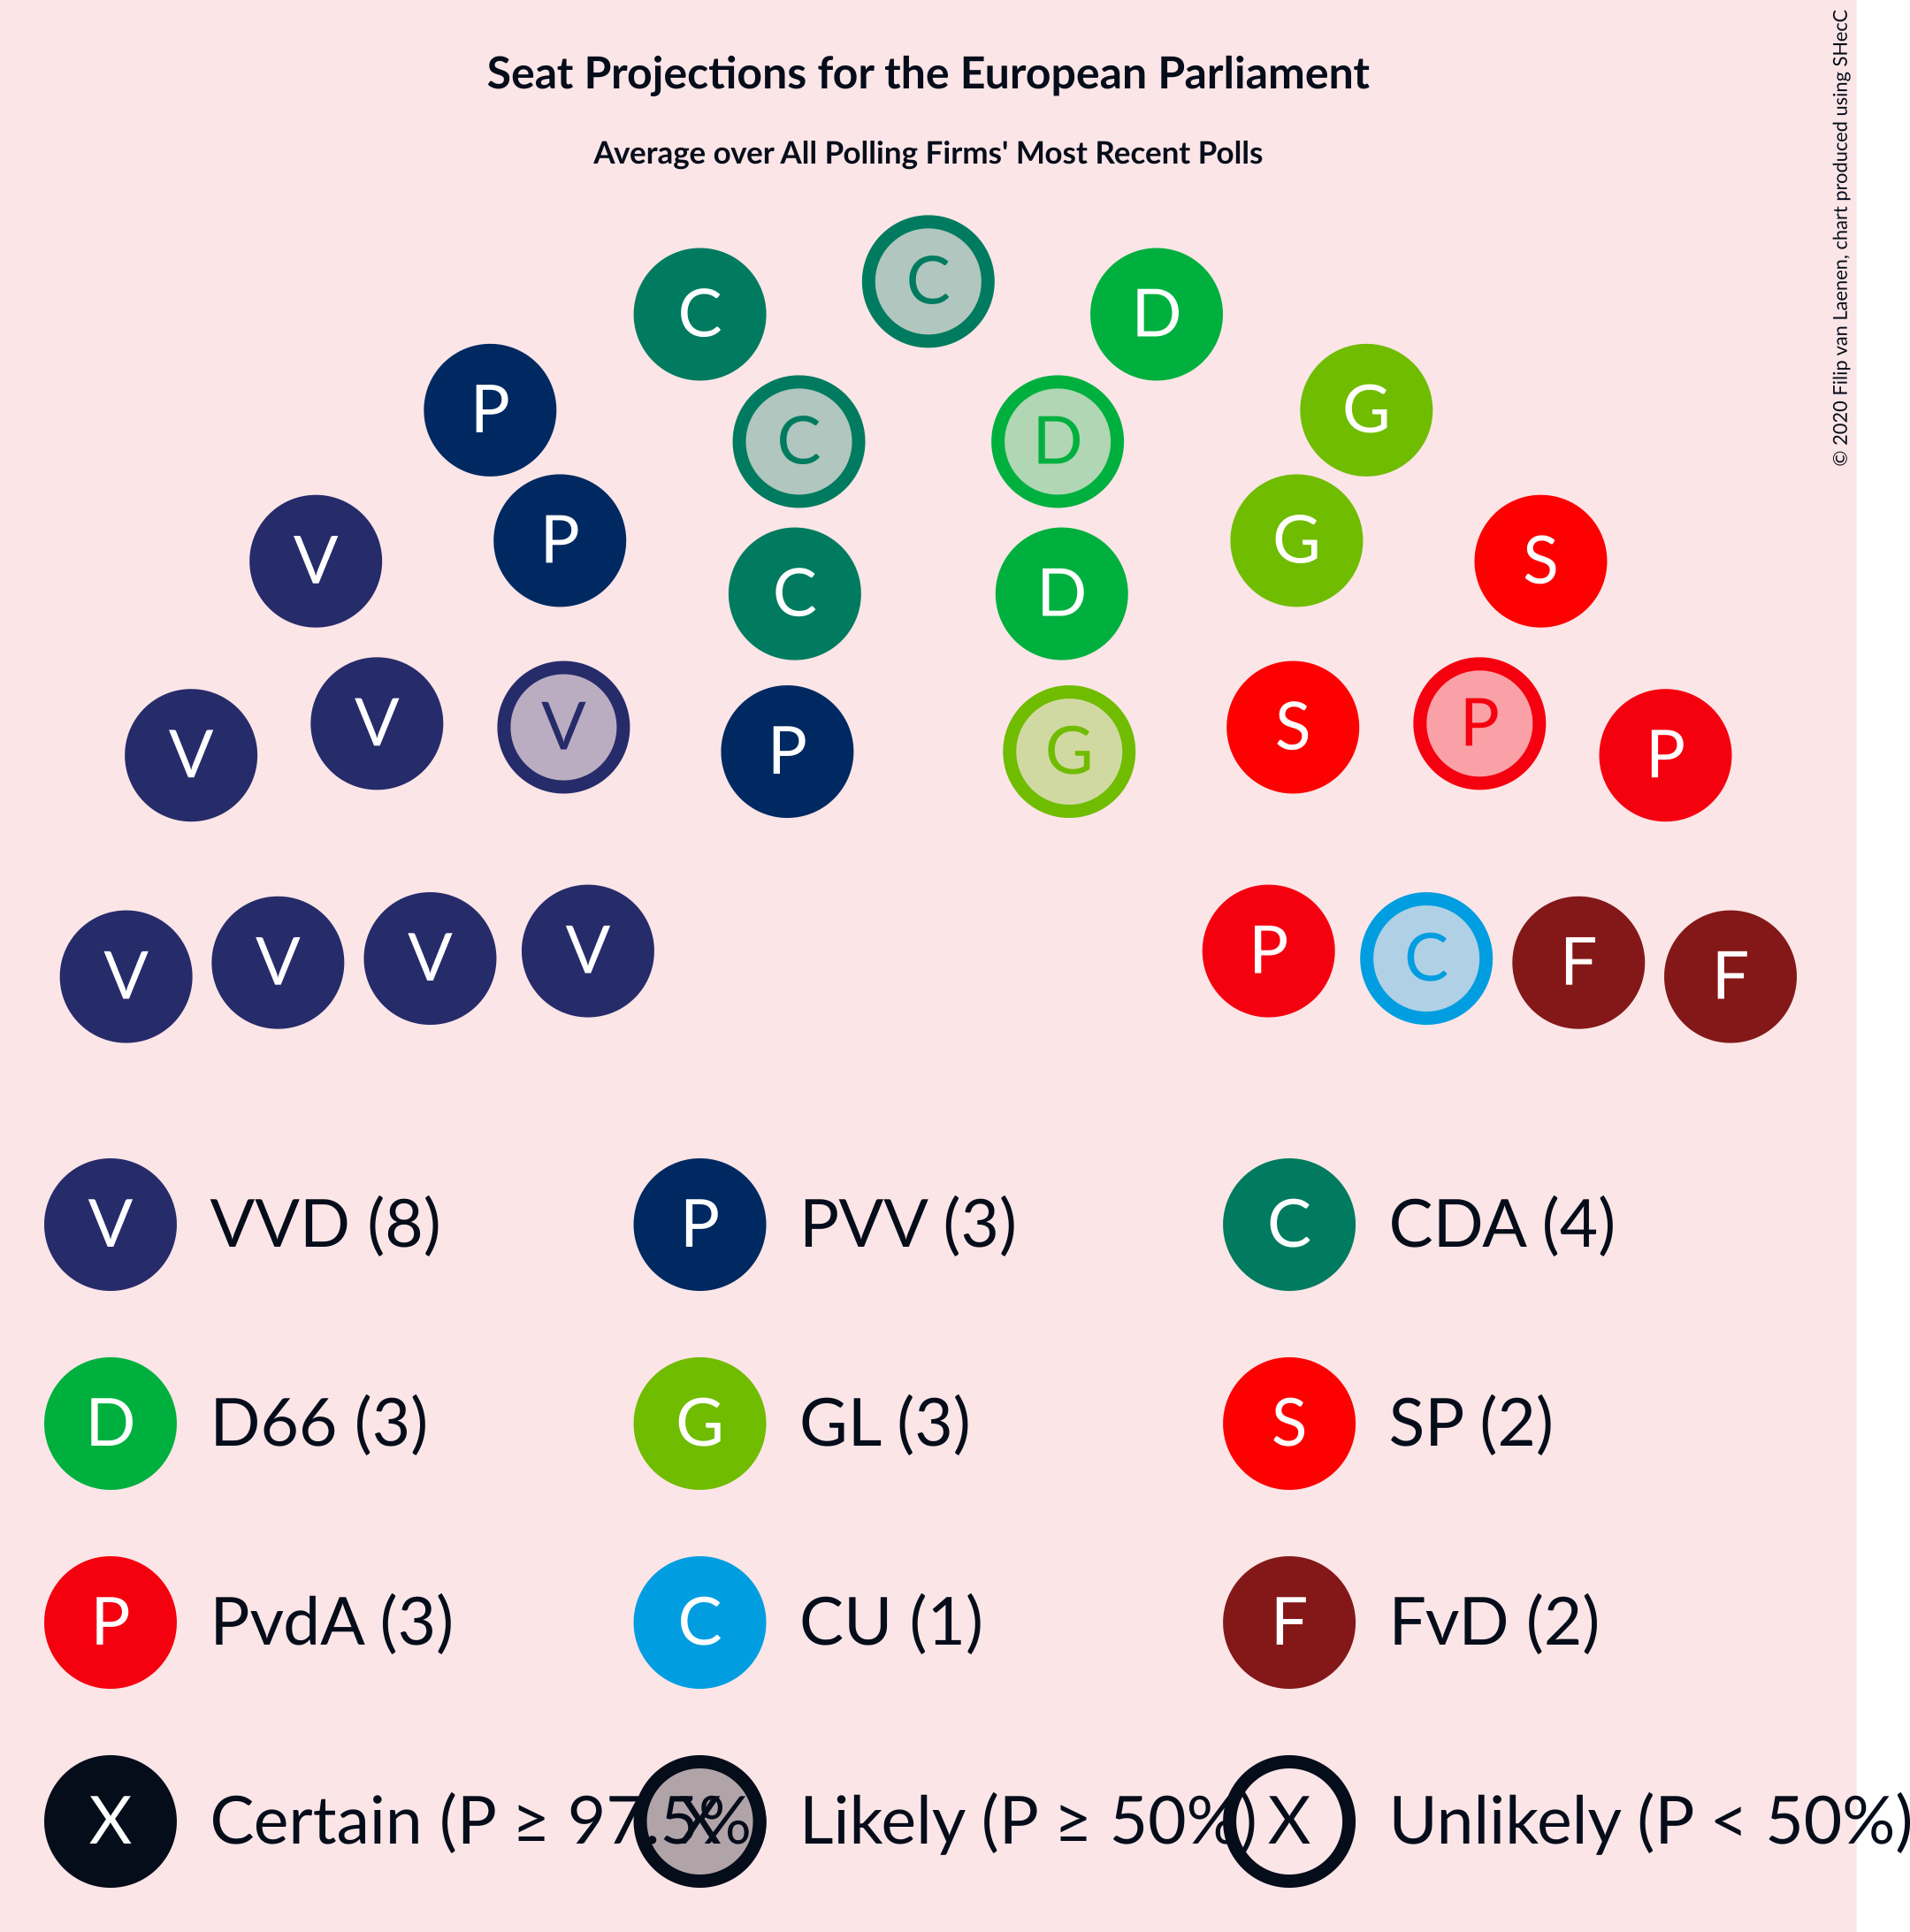 Seat Projections for the European Parliament
Average over All Polling Firms' Most Recent Polls
© 2020 Filip van Laenen, chart produced using SHecC
C
C D
P C D G
V P C D G S
V V V P G S P P
V V V V P C F F
V VVD (8) P PVV (3) C CDA (4)
D D66 (3) G GL (3) S SP (2)
P PvdA (3) C CU (1) F FvD (2)
X Certain (P ≥ 97.5% X Likely (P ≥ 50%) X Unlikely (P < 50%)